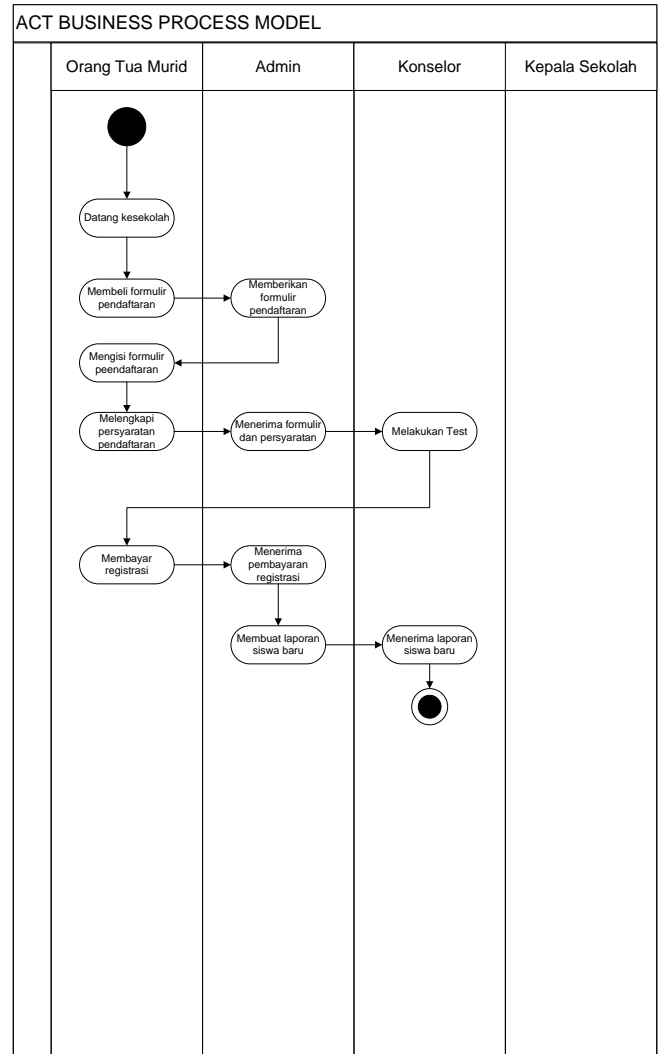 ACT BUSINESS PROCESS MODEL
Orang Tua Murid
Admin
Konselor
Kepala Sekolah
Datang kesekolah
Membeli formulir
pendaftaran
Memberikan
formulir
pendaftaran
Mengisi formulir
peendaftaran
Melengkapi
persyaratan
pendaftaran
Menerima formulir
dan persyaratan
Melakukan Test
Membayar
registrasi
Menerima
pembayaran
registrasi
Membuat laporan
siswa baru
Menerima laporan
siswa baru